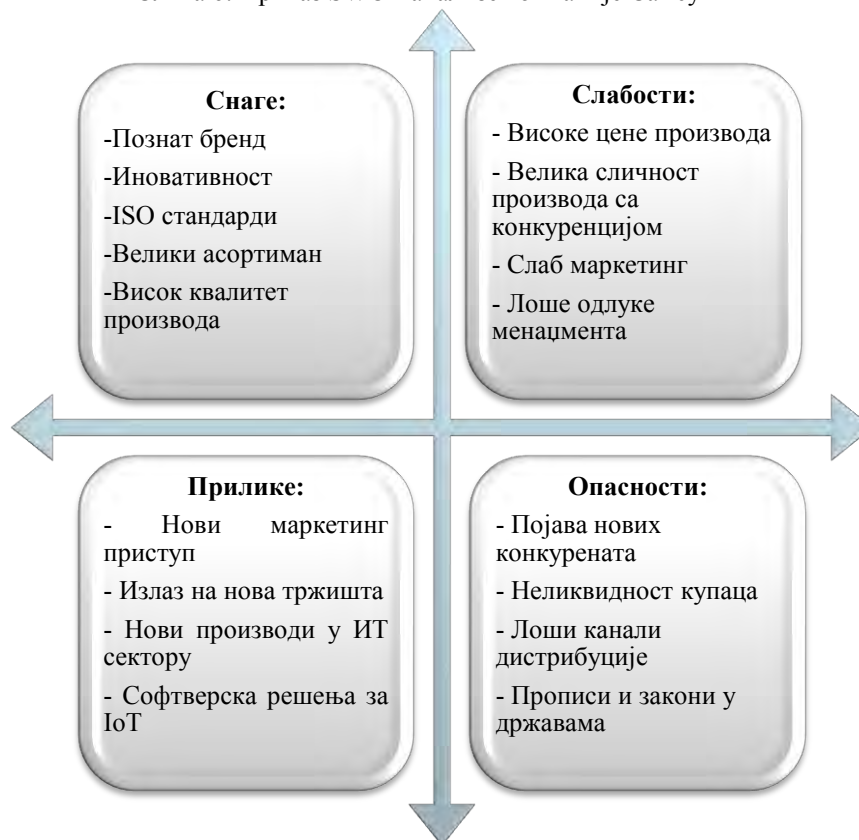 Снаге:
-Познат бренд
-Иновативност
-ISO стандарди
-Велики асортиман
-Висок квалитет
производа
Слабости:
- Високе цене производа
- Велика сличност
производа са
конкуренцијом
- Слаб маркетинг
- Лоше одлуке
менаџмента
Прилике:
- Нови маркетинг
приступ
- Излаз на нова тржишта
- Нови производи у ИТ
сектору
- Софтверска решења за
IoT
Опасности:
- Појава нових
конкурената
- Неликвидност купаца
- Лоши канали
дистрибуције
- Прописи и закони у
државама